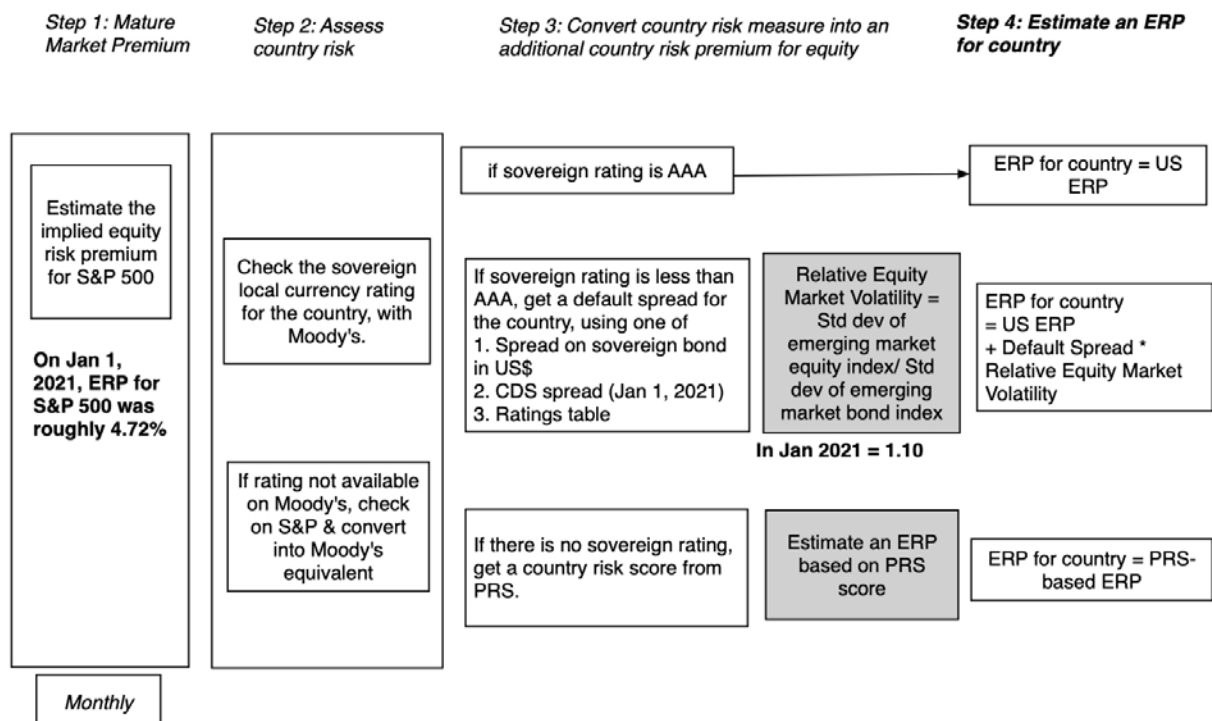 Step 1: Mature
Market Premium
Step 2: Assess
country risk
Step 3: Convert country risk measure into an
additional country risk premium for equity
Step 4: Estimate an ERP
for country
Estimate the
implied equity
risk premium
for S&P 500
On Jan 1,
2021, ERP for
S&P 500 was
roughly 4.72%
Monthly
Check the sovereign
local currency rating
for the country, with
Moody's.
If rating not available
on Moody's, check
on S&P & convert
into Moody's
equivalent
if sovereign rating is AAA
ERP for country = US
ERP
If sovereign rating is less than
AAA, get a default spread for
the country, using one of
1. Spread on sovereign bond
in US$
2. CDS spread (Jan 1, 2021)
3. Ratings table
Relative Equity
Market Volatility =
Std dev of
emerging market
equity index/ Std
dev of emerging
market bond index
In Jan 2021 = 1.10
ERP for country
= US ERP
+ Default Spread *
Relative Equity Market
Volatility
If there is no sovereign rating,
get a country risk score from
PRS.
Estimate an ERP
based on PRS
score
ERP for country = PRS-
based ERP